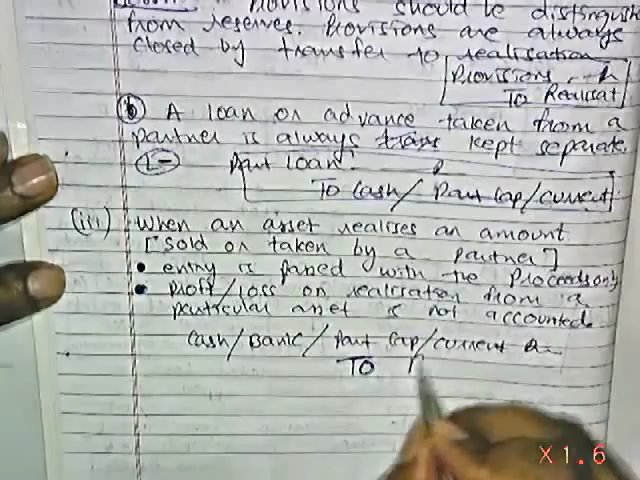 Provisions should be distinguish
from reserves. Provisions are always
closed by transfer to realisation
Provisions
To Realisat
(b) A loan or advance taken from a
partner is always trans kept separate.
L- Part loan
To Cash/ Part Cap/current
(iii) When an asset realises an amount
[Sold or taken by a partner]
• entry is passed with the Proceeds only
• Profit/loss on realisation from a
particular asset is not accounted
Cash/Bank/Part Cap/current a
To
X1.6